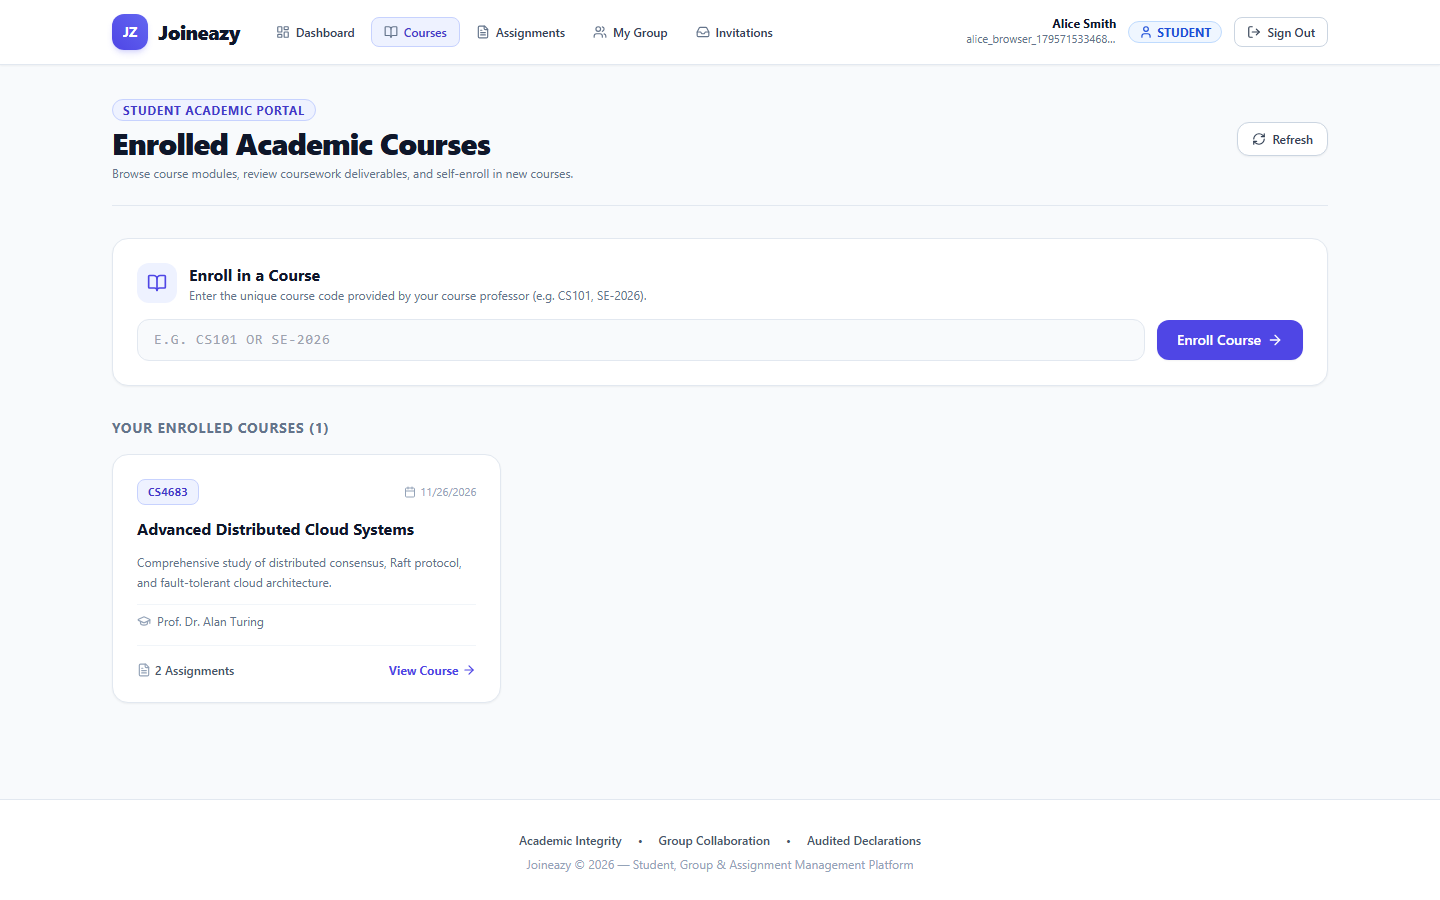 JZ Joineazy Dashboard Courses Assignments My Group Invitations Alice Smith STUDENT Sign Out
alice_browser_179571533468...
STUDENT ACADEMIC PORTAL
Enrolled Academic Courses
Refresh
Browse course modules, review coursework deliverables, and self-enroll in new courses.
Enroll in a Course
Enter the unique course code provided by your course professor (e.g. CS101, SE-2026).
E.G. CS101 OR SE-2026
Enroll Course
YOUR ENROLLED COURSES (1)
CS4683 11/26/2026
Advanced Distributed Cloud Systems
Comprehensive study of distributed consensus, Raft protocol,
and fault-tolerant cloud architecture.
Prof. Dr. Alan Turing
2 Assignments View Course
Academic Integrity • Group Collaboration • Audited Declarations
Joineazy © 2026 — Student, Group & Assignment Management Platform